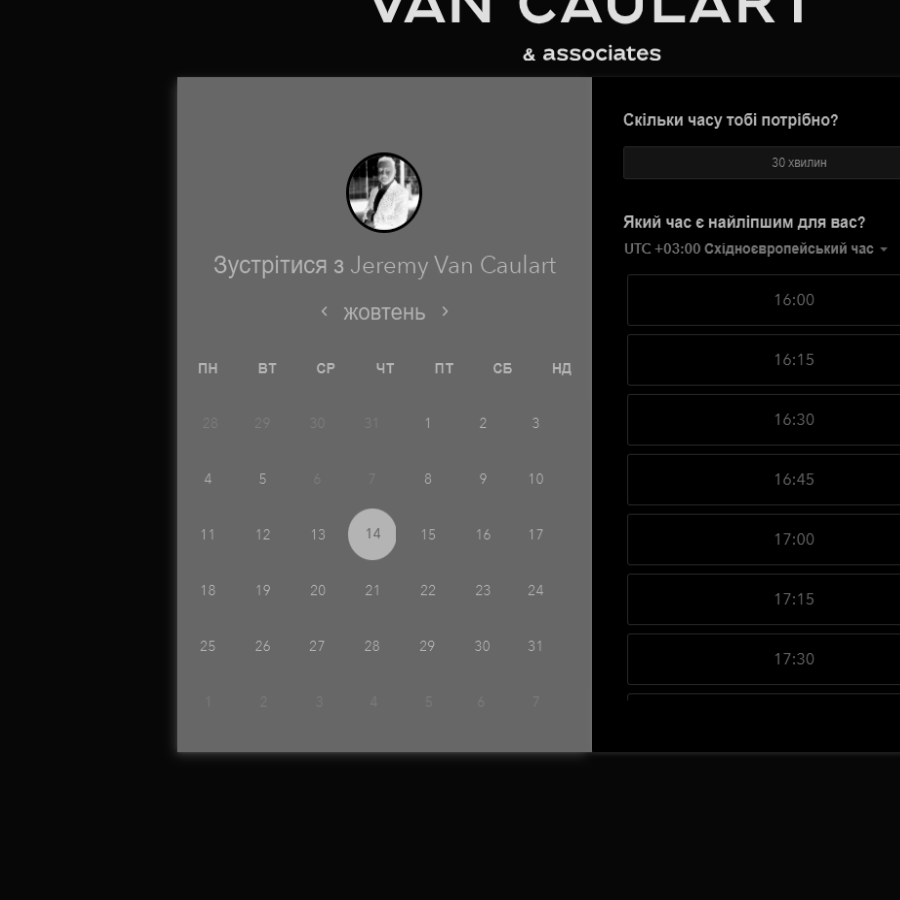 VAN CAULART
& associates
Зустрітися з Jeremy Van Caulart
жовтень
ПН ВТ СР ЧТ ПТ СБ НД
28 29 30 31 1 2 3
4 5 6 7 8 9 10
11 12 13 14 15 16 17
18 19 20 21 22 23 24
25 26 27 28 29 30 31
1 2 3 4 5 6 7
Скільки часу тобі потрібно?
30 хвилин
Який час є найліпшим для вас?
UTC +03:00 Східноєвропейський час
16:00
16:15
16:30
16:45
17:00
17:15
17:30